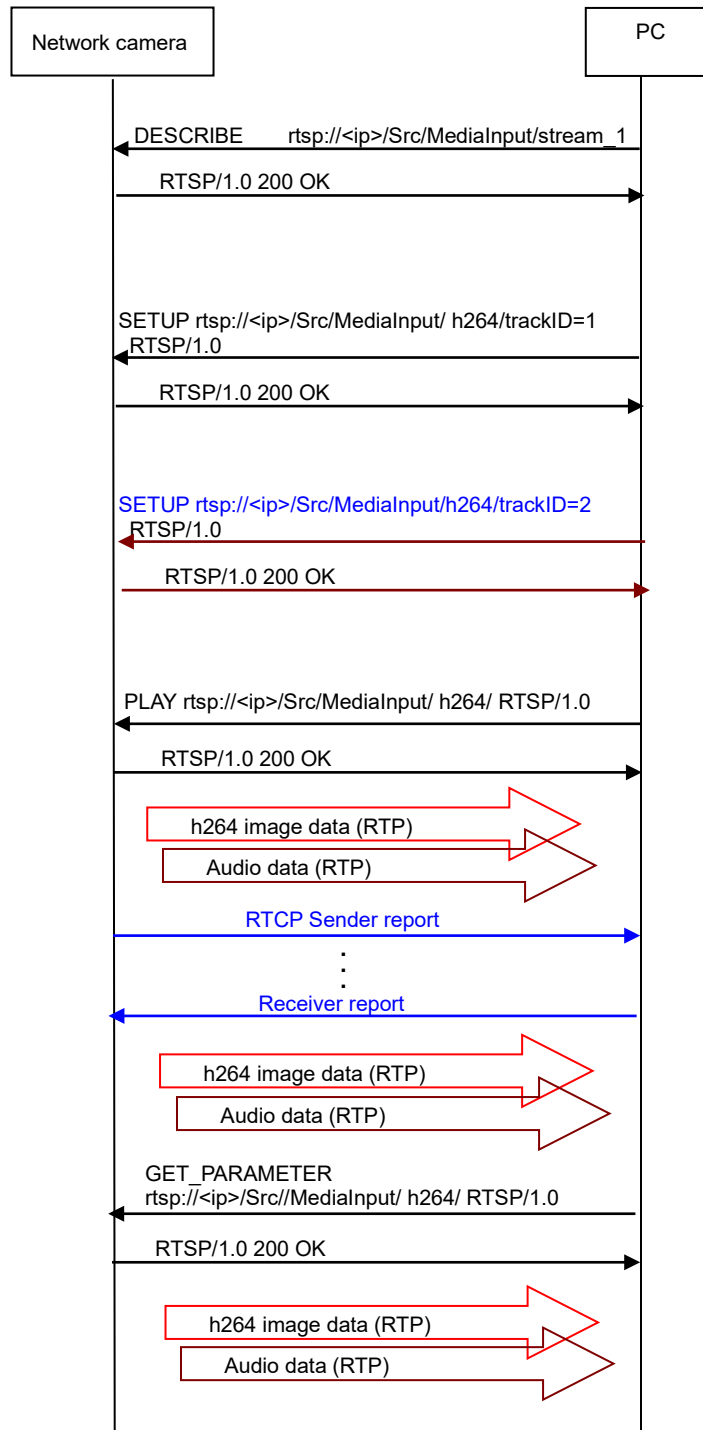 Network camera
PC
DESCRIBE rtsp://<ip>/Src/MediaInput/stream_1
RTSP/1.0 200 OK
SETUP rtsp://<ip>/Src/MediaInput/ h264/trackID=1
RTSP/1.0
RTSP/1.0 200 OK
SETUP rtsp://<ip>/Src/MediaInput/h264/trackID=2
RTSP/1.0
RTSP/1.0 200 OK
PLAY rtsp://<ip>/Src/MediaInput/ h264/ RTSP/1.0
RTSP/1.0 200 OK
h264 image data (RTP)
Audio data (RTP)
RTCP Sender report
Receiver report
h264 image data (RTP)
Audio data (RTP)
GET_PARAMETER
rtsp://<ip>/Src//MediaInput/ h264/ RTSP/1.0
RTSP/1.0 200 OK
h264 image data (RTP)
Audio data (RTP)